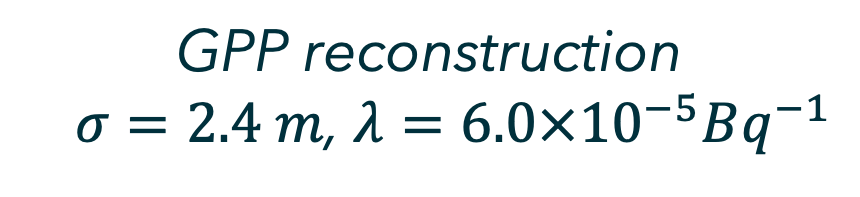 GPP reconstruction
σ = 2.4 m, λ = 6.0×10⁻⁵Bq⁻¹